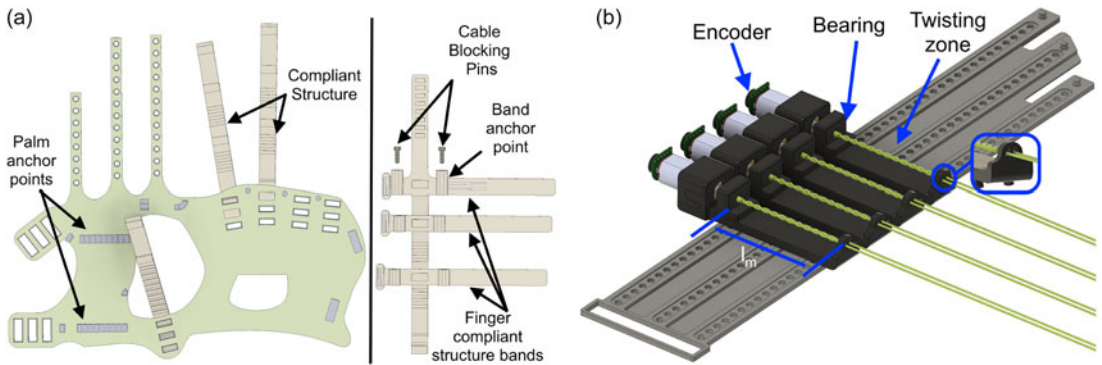 (a)
Compliant
Structure
Palm
anchor
points
Cable
Blocking
Pins
Band
anchor
point
Finger
compliant
structure bands
(b)
Encoder
Bearing
Twisting
zone
lm